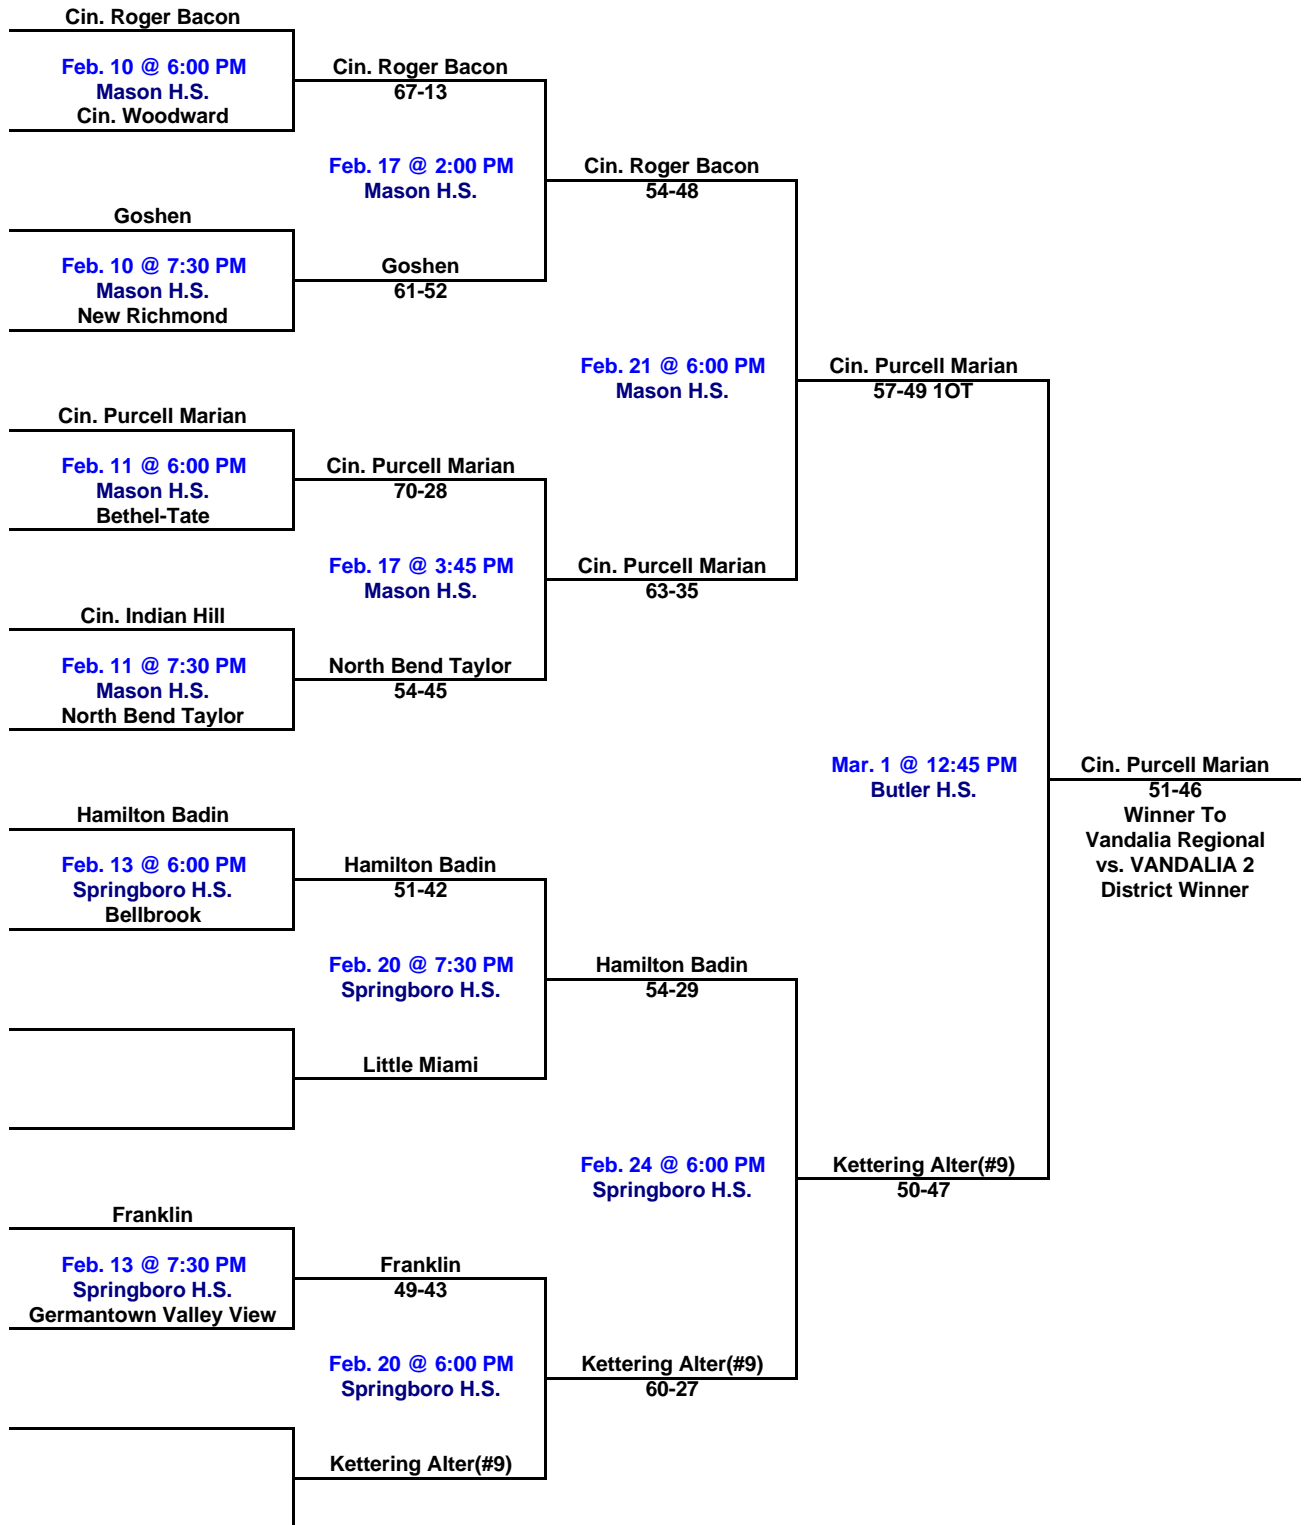 Cin. Roger Bacon
Feb. 10 @ 6:00 PM
Mason H.S.
Cin. Woodward
Cin. Roger Bacon
67-13
Feb. 17 @ 2:00 PM
Mason H.S.
Cin. Roger Bacon
54-48
Goshen
Feb. 10 @ 7:30 PM
Mason H.S.
New Richmond
Goshen
61-52
Feb. 21 @ 6:00 PM
Mason H.S.
Cin. Purcell Marian
57-49 1OT
Cin. Purcell Marian
Feb. 11 @ 6:00 PM
Mason H.S.
Bethel-Tate
Cin. Purcell Marian
70-28
Feb. 17 @ 3:45 PM
Mason H.S.
Cin. Purcell Marian
63-35
Cin. Indian Hill
Feb. 11 @ 7:30 PM
Mason H.S.
North Bend Taylor
North Bend Taylor
54-45
Mar. 1 @ 12:45 PM
Butler H.S.
Cin. Purcell Marian
51-46
Winner To
Vandalia Regional
vs. VANDALIA 2
District Winner
Hamilton Badin
Feb. 13 @ 6:00 PM
Springboro H.S.
Bellbrook
Hamilton Badin
51-42
Feb. 20 @ 7:30 PM
Springboro H.S.
Hamilton Badin
54-29
Little Miami
Feb. 24 @ 6:00 PM
Springboro H.S.
Kettering Alter(#9)
50-47
Franklin
Feb. 13 @ 7:30 PM
Springboro H.S.
Germantown Valley View
Franklin
49-43
Feb. 20 @ 6:00 PM
Springboro H.S.
Kettering Alter(#9)
60-27
Kettering Alter(#9)